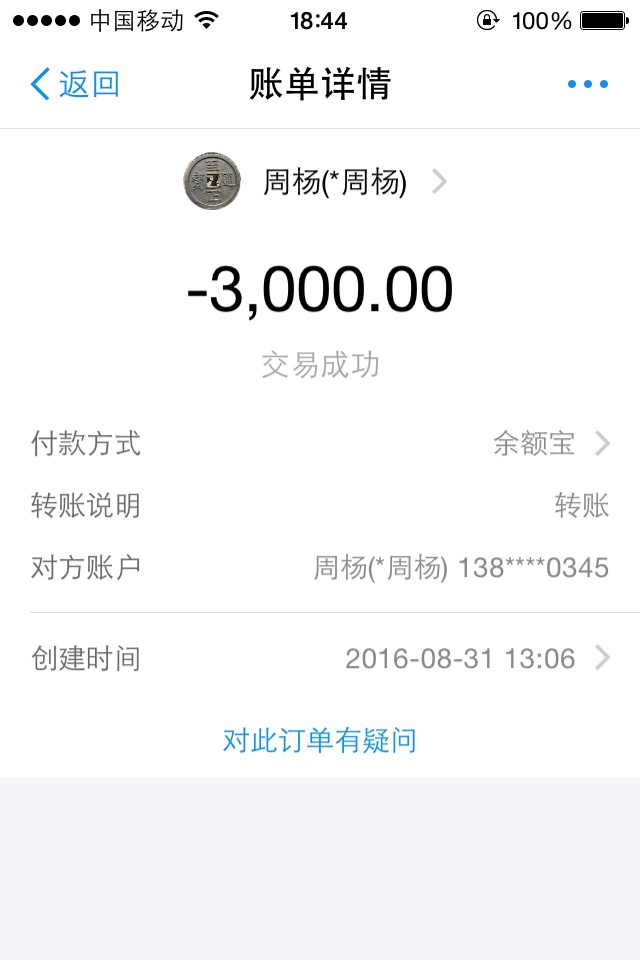 中国移动 18:44 100%
返回 账单详情
周杨(*周杨)
-3,000.00
交易成功
付款方式 余额宝
转账说明 转账
对方账户 周杨(*周杨) 138****0345
创建时间 2016-08-31 13:06
对此订单有疑问